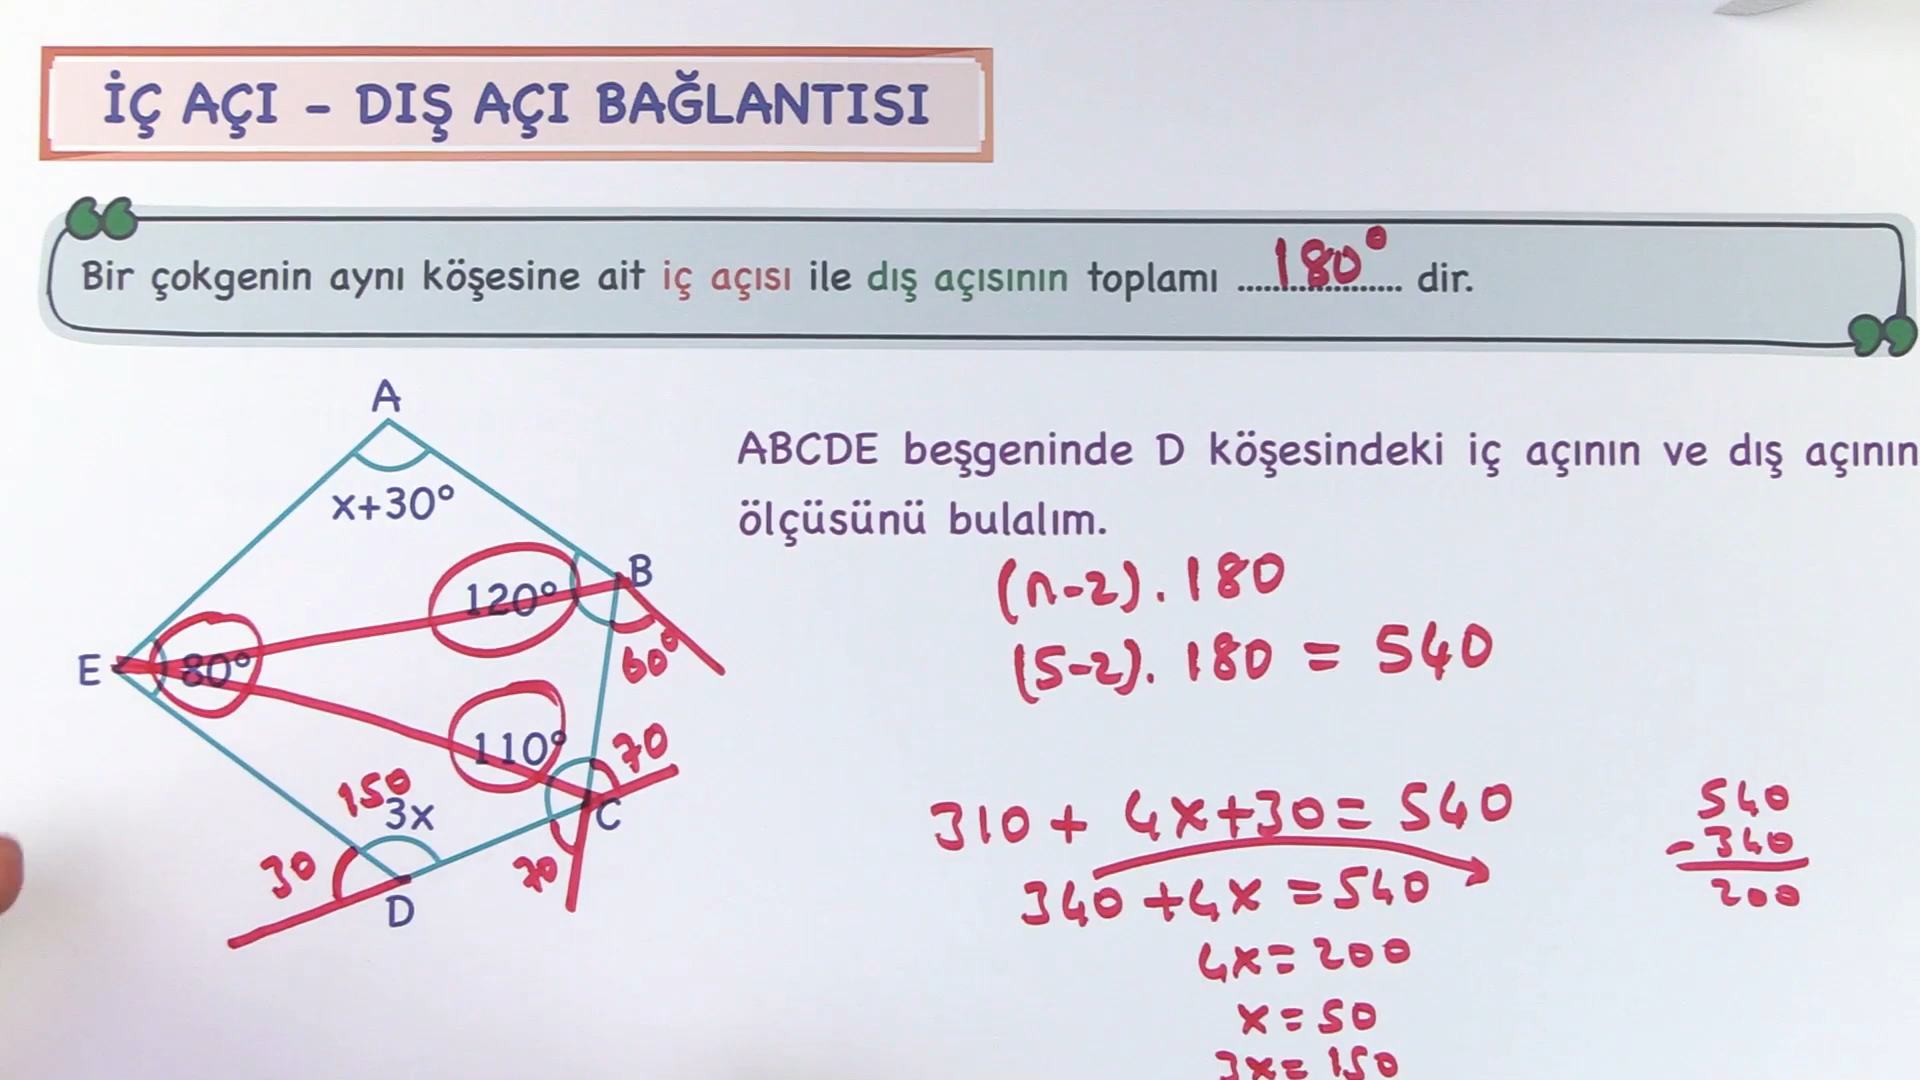 İÇ AÇI - DIŞ AÇI BAĞLANTISI
Bir çokgenin aynı köşesine ait iç açısı ile dış açısının toplamı ........180°........ dir.
A
x+30°
B
120°
60°
E
80°
110°
70
C
150
3x
70
30
D
ABCDE beşgeninde D köşesindeki iç açının ve dış açının
ölçüsünü bulalım.
(n-2). 180
(5-2). 180 = 540
310 + 4x+30 = 540
340 +4x = 540
4x = 200
x = 50
3x = 150
540
- 340
200